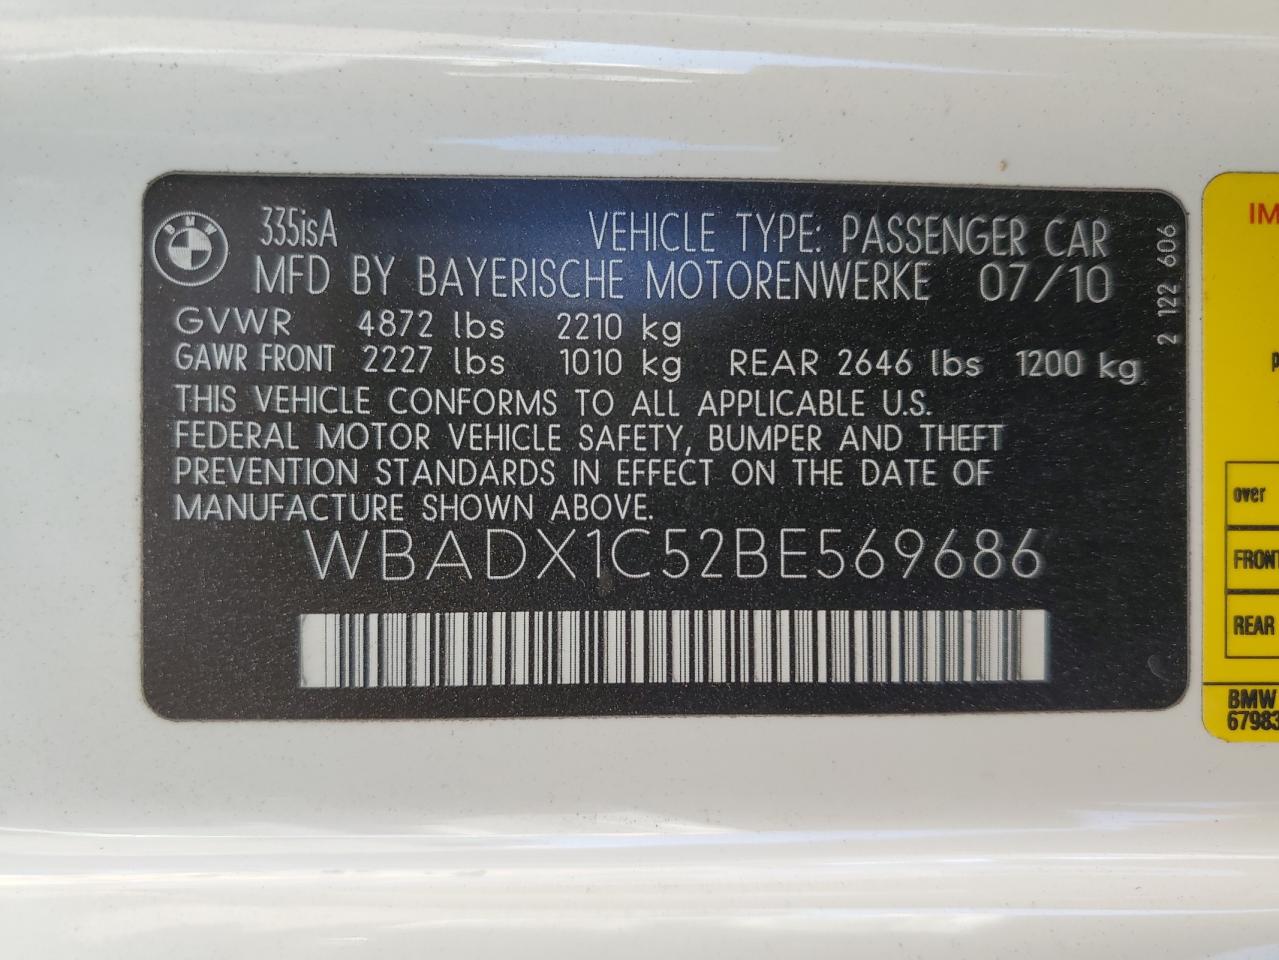 BMW
335isA
VEHICLE TYPE: PASSENGER CAR
MFD BY BAYERISCHE MOTORENWERKE 07/10
GVWR 4872 lbs 2210 kg
GAWR FRONT 2227 lbs 1010 kg REAR 2646 lbs 1200 kg
THIS VEHICLE CONFORMS TO ALL APPLICABLE U.S.
FEDERAL MOTOR VEHICLE SAFETY, BUMPER AND THEFT
PREVENTION STANDARDS IN EFFECT ON THE DATE OF
MANUFACTURE SHOWN ABOVE.
WBADX1C52BE569686
2 122 606
IM
p
over
FRONT
REAR
BMW
67983